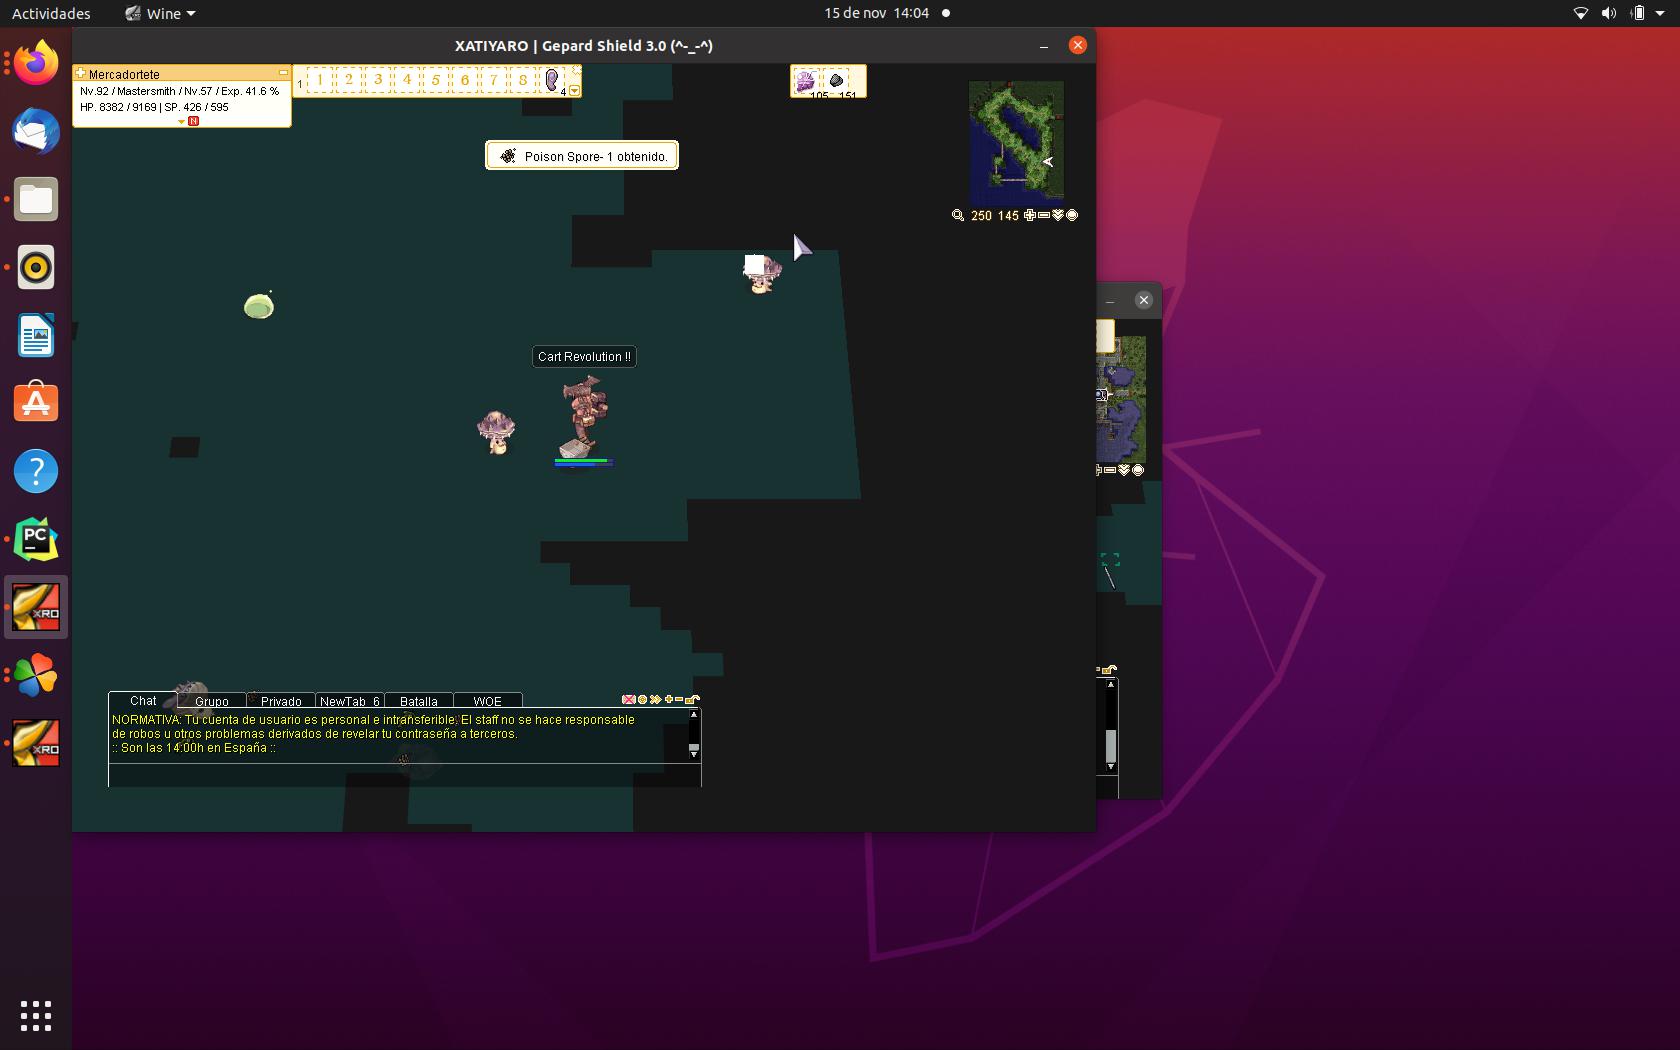 Actividades
Wine
15 de nov 14:04
XATIYARO | Gepard Shield 3.0 (^-_-^)
Mercadortete
Nv.92 / Mastersmith / Nv.57 / Exp. 41.6 %
HP. 8382 / 9169 | SP. 426 / 595
N
1 1 2 3 4 5 6 7 8 4
105 151
Poison Spore- 1 obtenido.
250 145
Cart Revolution !!
PC
XRO
XRO
Chat Grupo Privado NewTab 6 Batalla WOE
NORMATIVA: Tu cuenta de usuario es personal e intransferible. El staff no se hace responsable
de robos u otros problemas derivados de revelar tu contraseña a terceros.
:: Son las 14:00h en España ::